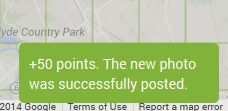 yde Country Park
+50 points. The new photo
was successfully posted.
2014 Google Terms of Use Report a map error